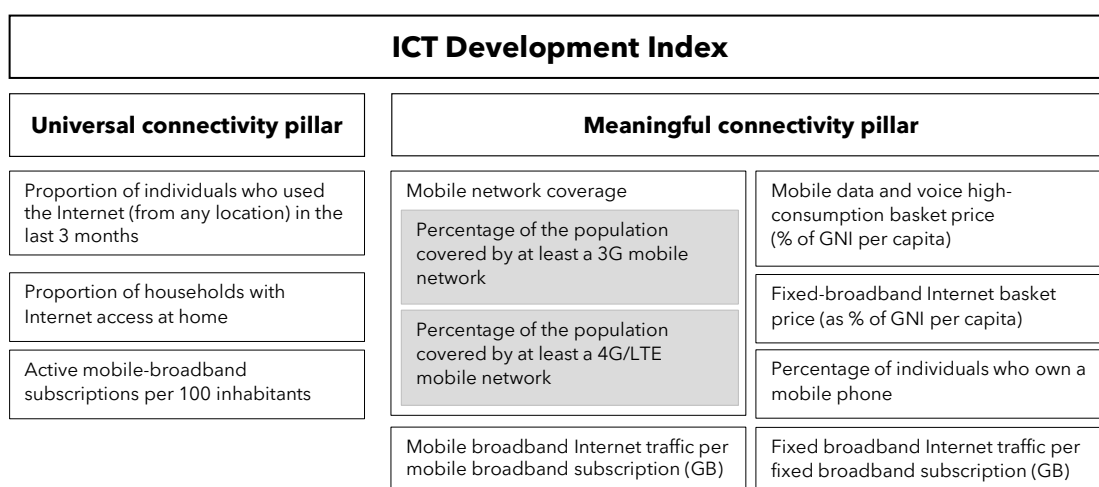 ICT Development Index
Universal connectivity pillar
Proportion of individuals who used
the Internet (from any location) in the
last 3 months
Proportion of households with
Internet access at home
Active mobile-broadband
subscriptions per 100 inhabitants
Meaningful connectivity pillar
Mobile network coverage
Percentage of the population
covered by at least a 3G mobile
network
Percentage of the population
covered by at least a 4G/LTE
mobile network
Mobile broadband Internet traffic per
mobile broadband subscription (GB)
Mobile data and voice high-
consumption basket price
(% of GNI per capita)
Fixed-broadband Internet basket
price (as % of GNI per capita)
Percentage of individuals who own a
mobile phone
Fixed broadband Internet traffic per
fixed broadband subscription (GB)